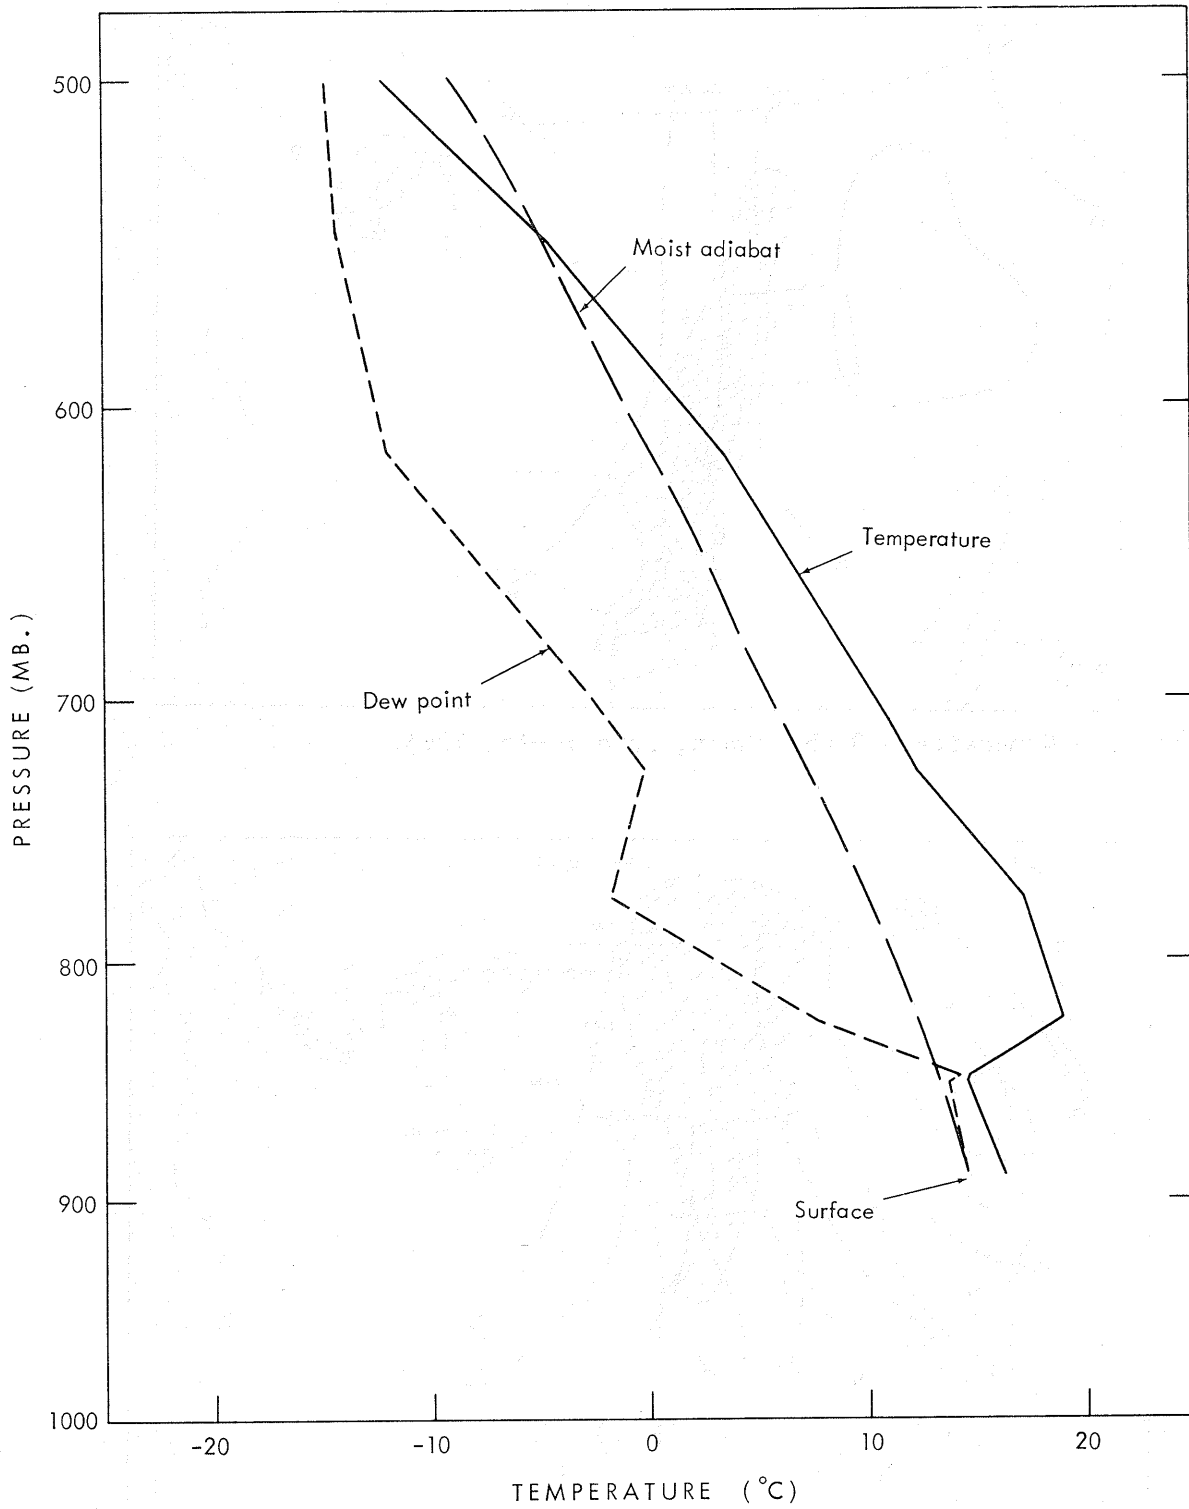 500
Moist adiabat
600
Temperature
Dew point
700
PRESSURE (MB.)
800
Surface
900
1000
-20 -10 0 10 20
TEMPERATURE (°C)